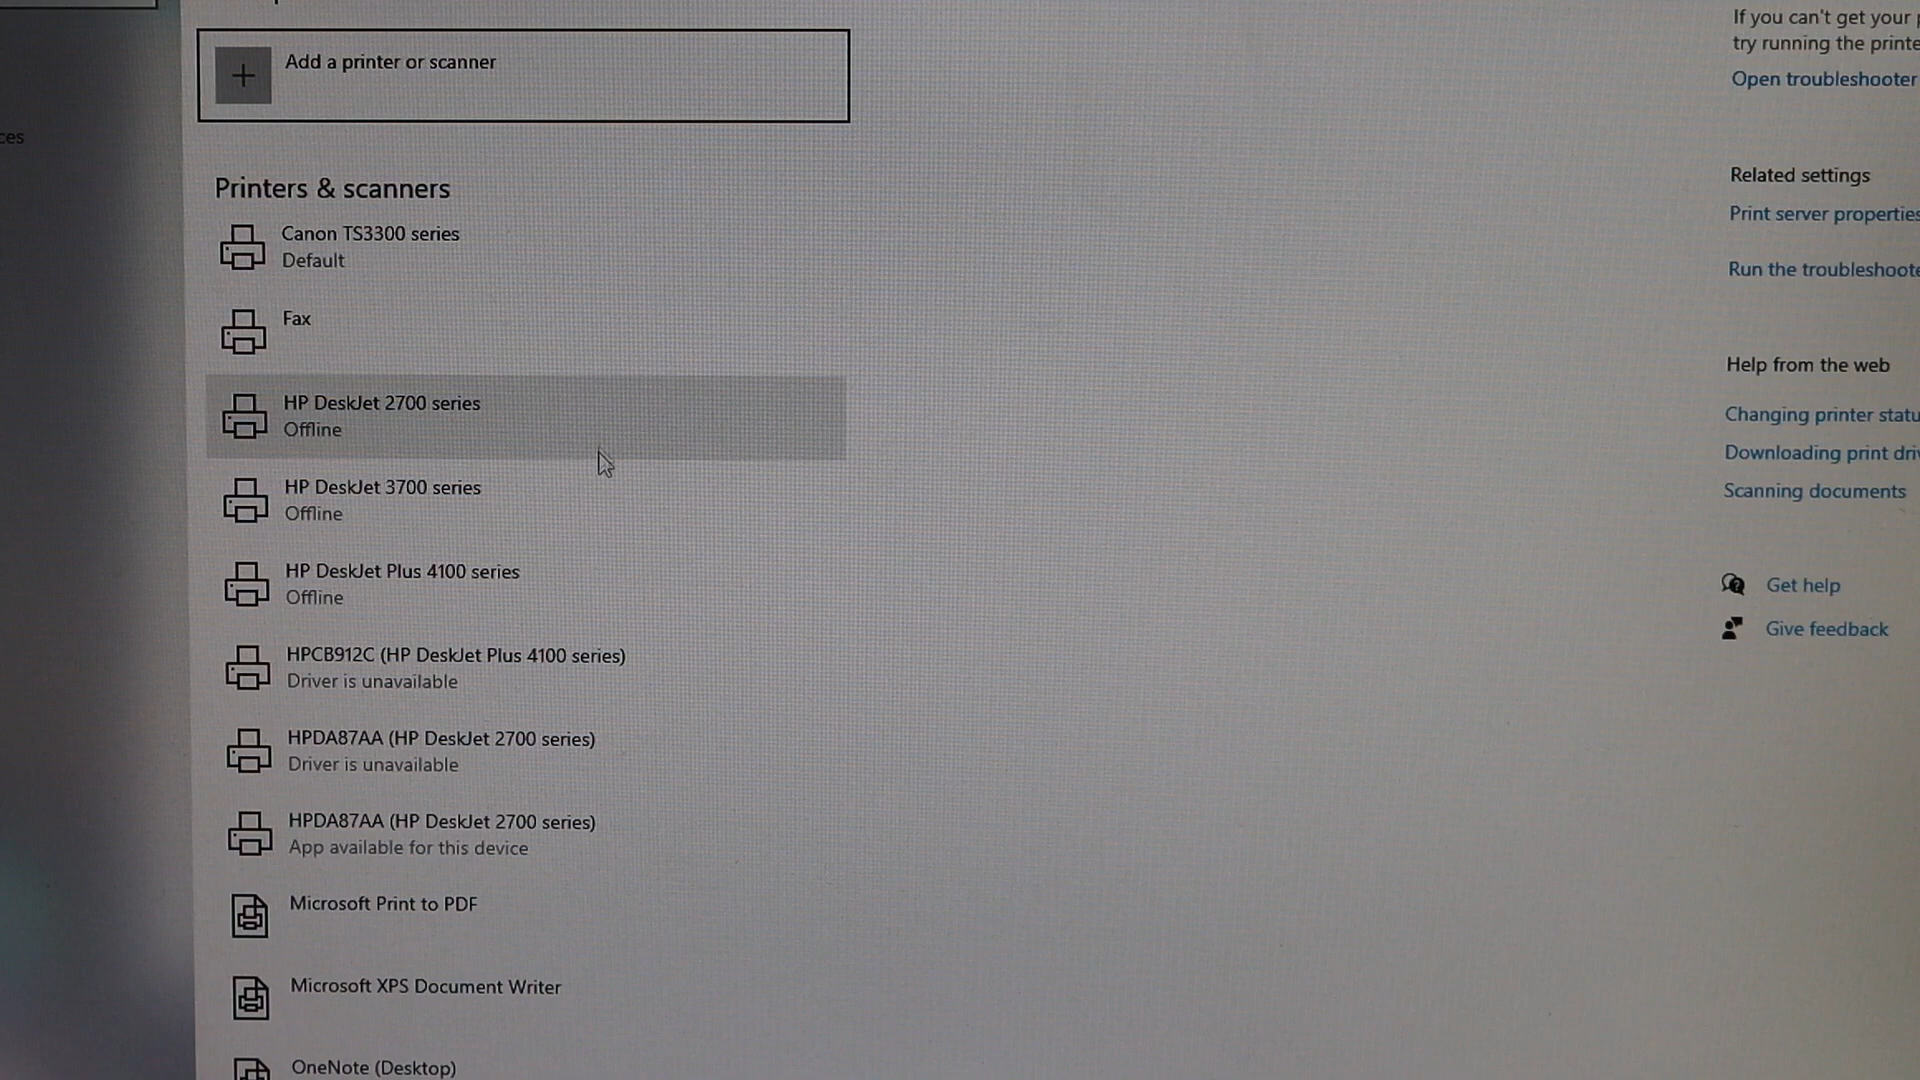 Add a printer or scanner
Printers & scanners
Canon TS3300 series
Default
Fax
HP DeskJet 2700 series
Offline
HP DeskJet 3700 series
Offline
HP DeskJet Plus 4100 series
Offline
HPCB912C (HP DeskJet Plus 4100 series)
Driver is unavailable
HPDA87AA (HP DeskJet 2700 series)
Driver is unavailable
HPDA87AA (HP DeskJet 2700 series)
App available for this device
Microsoft Print to PDF
Microsoft XPS Document Writer
OneNote (Desktop)
If you can't get your
try running the printe
Open troubleshooter
Related settings
Print server properties
Run the troubleshoote
Help from the web
Changing printer statu
Downloading print driv
Scanning documents
Get help
Give feedback
ces